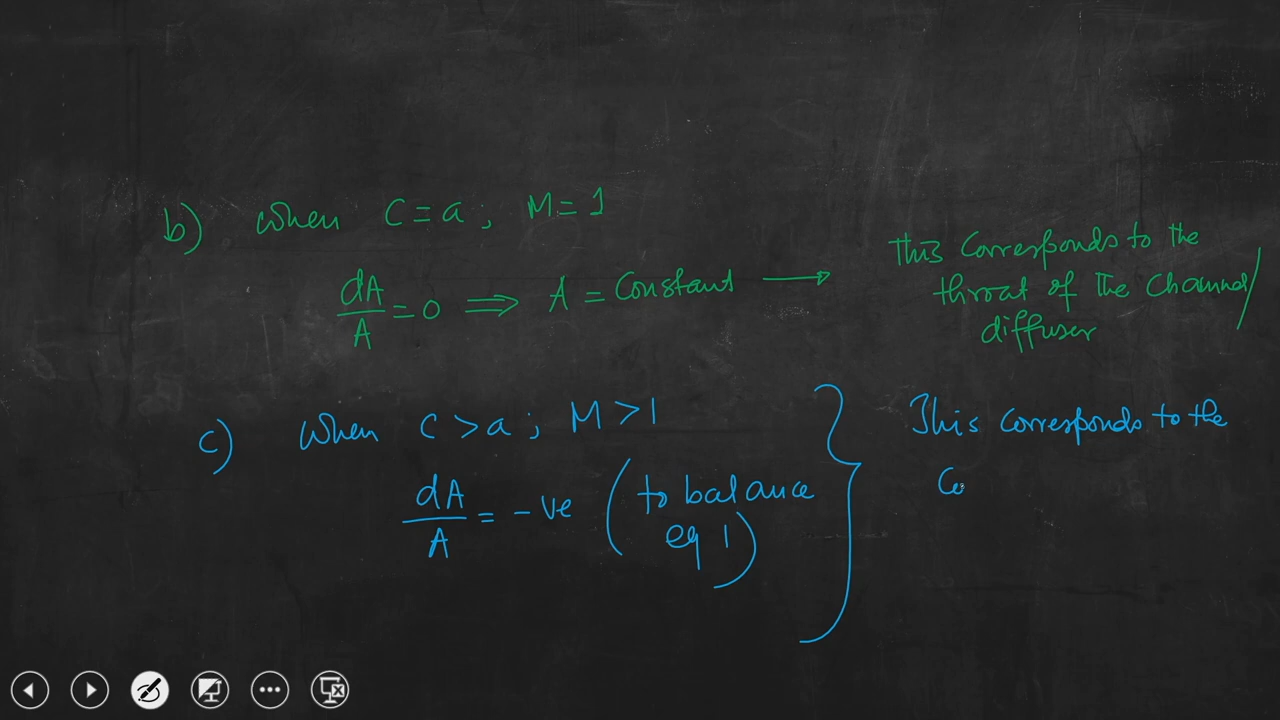 b) when C = a ; M = 1
dA/A = 0 ⟹ A = Constant ⟶
This corresponds to the
throat of the channel/
diffuser
c) when C > a ; M > 1
dA/A = -ve (to balance
eq 1)
This corresponds to the
Co